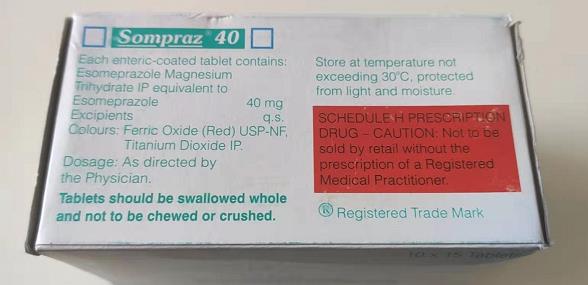 Sompraz® 40
Each enteric-coated tablet contains:
Esomeprazole Magnesium
Trihydrate IP equivalent to
Esomeprazole 40 mg
Excipients q.s.
Colours: Ferric Oxide (Red) USP-NF,
Titanium Dioxide IP.
Dosage: As directed by
the Physician.
Tablets should be swallowed whole
and not to be chewed or crushed.
Store at temperature not
exceeding 30°C, protected
from light and moisture.
SCHEDULE H PRESCRIPTION
DRUG – CAUTION: Not to be
sold by retail without the
prescription of a Registered
Medical Practitioner.
® Registered Trade Mark
10 x 15 Tablets